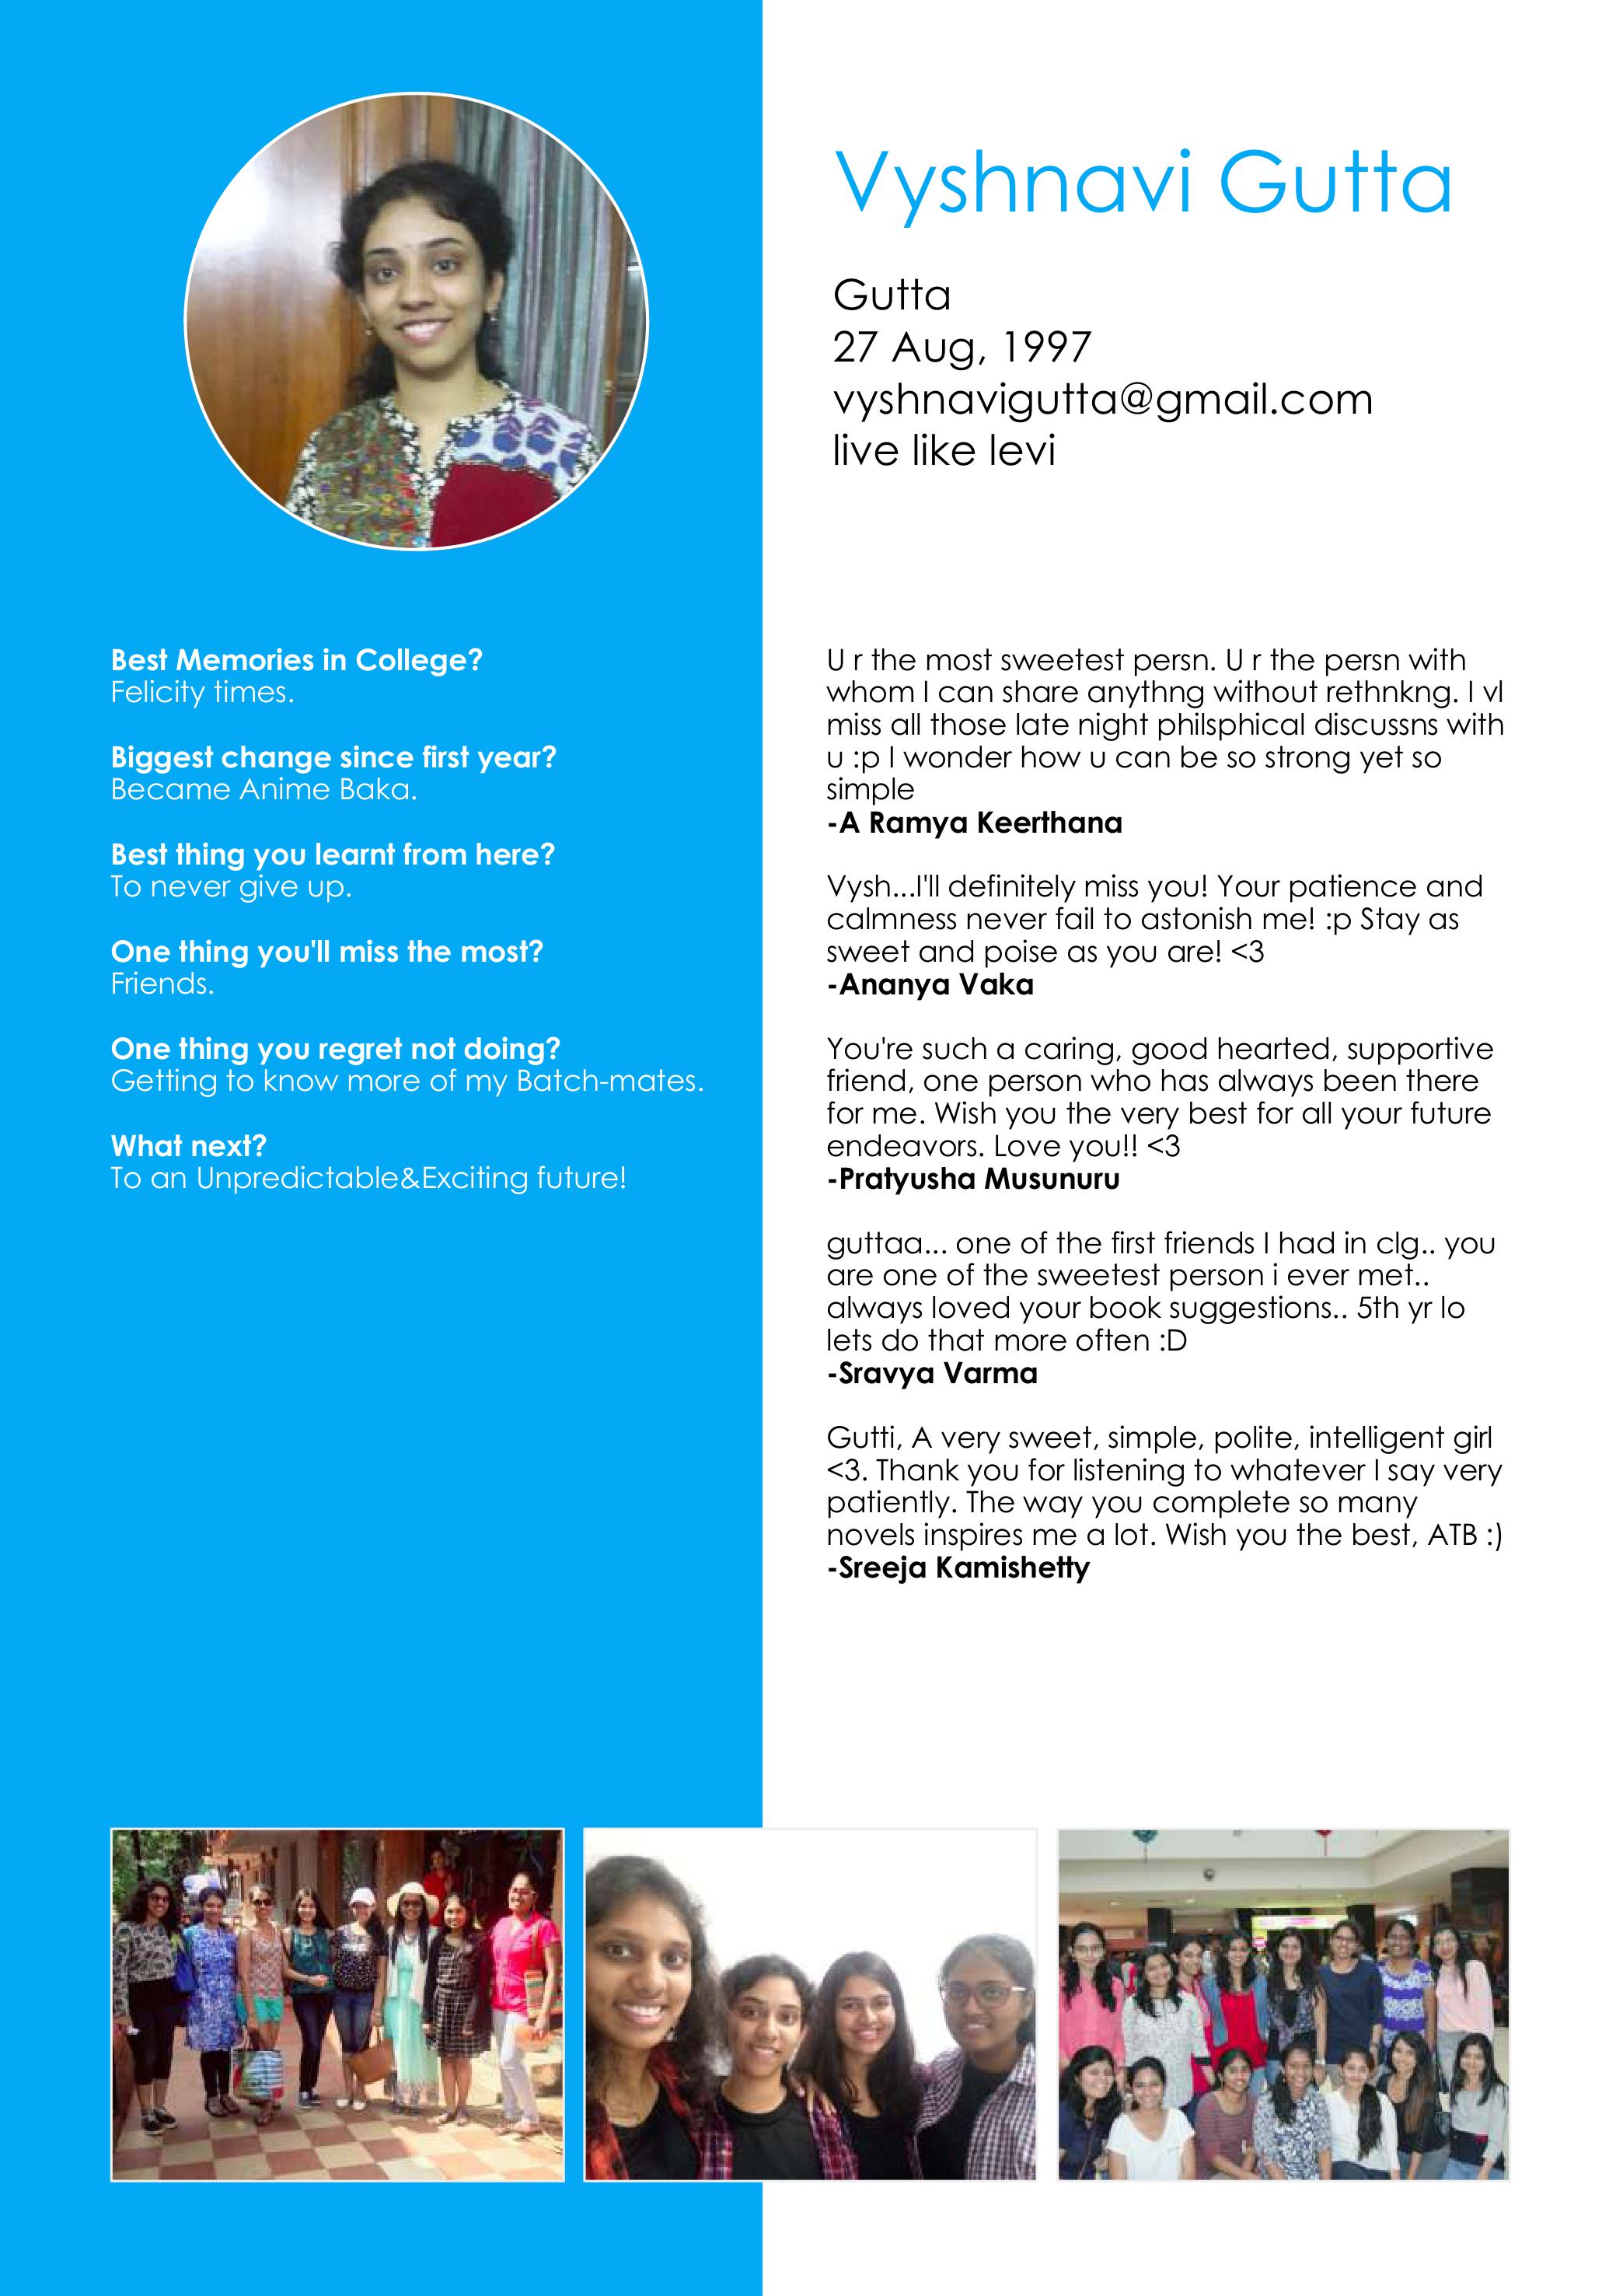 Vyshnavi Gutta
Gutta
27 Aug, 1997
vyshnavigutta@gmail.com
live like levi
Best Memories in College?
Felicity times.
Biggest change since first year?
Became Anime Baka.
Best thing you learnt from here?
To never give up.
One thing you'll miss the most?
Friends.
One thing you regret not doing?
Getting to know more of my Batch-mates.
What next?
To an Unpredictable&Exciting future!
U r the most sweetest persn. U r the persn with
whom I can share anythng without rethnkng. I vl
miss all those late night philsphical discussns with
u :p I wonder how u can be so strong yet so
simple
-A Ramya Keerthana
Vysh...I'll definitely miss you! Your patience and
calmness never fail to astonish me! :p Stay as
sweet and poise as you are! <3
-Ananya Vaka
You're such a caring, good hearted, supportive
friend, one person who has always been there
for me. Wish you the very best for all your future
endeavors. Love you!! <3
-Pratyusha Musunuru
guttaa... one of the first friends I had in clg.. you
are one of the sweetest person i ever met..
always loved your book suggestions.. 5th yr lo
lets do that more often :D
-Sravya Varma
Gutti, A very sweet, simple, polite, intelligent girl
<3. Thank you for listening to whatever I say very
patiently. The way you complete so many
novels inspires me a lot. Wish you the best, ATB :)
-Sreeja Kamishetty